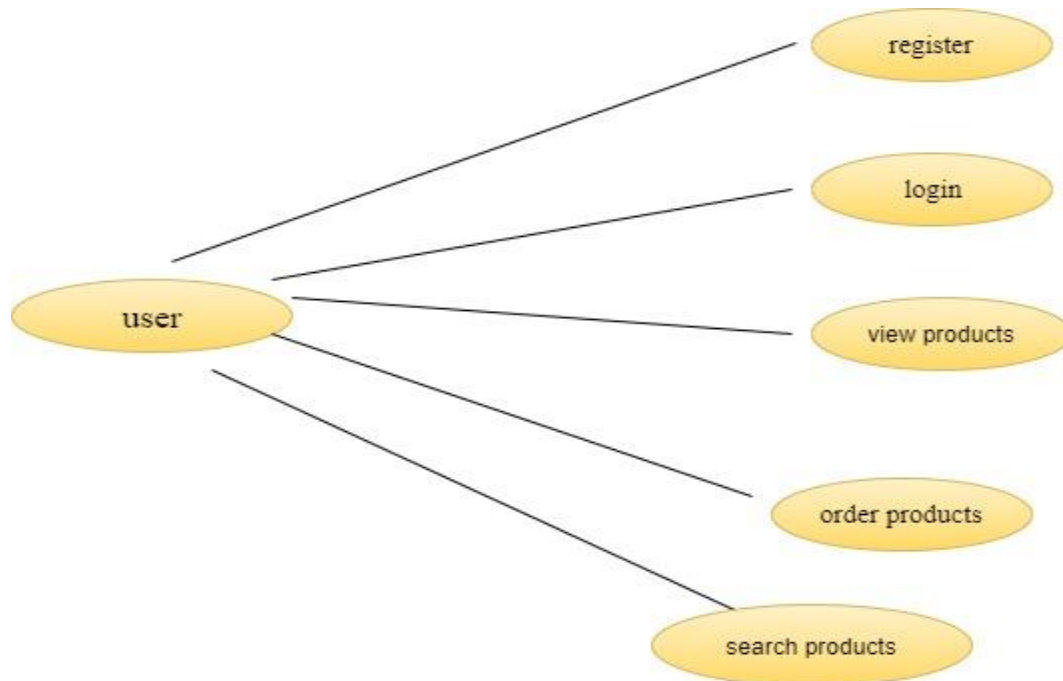 register
login
user
view products
order products
search products